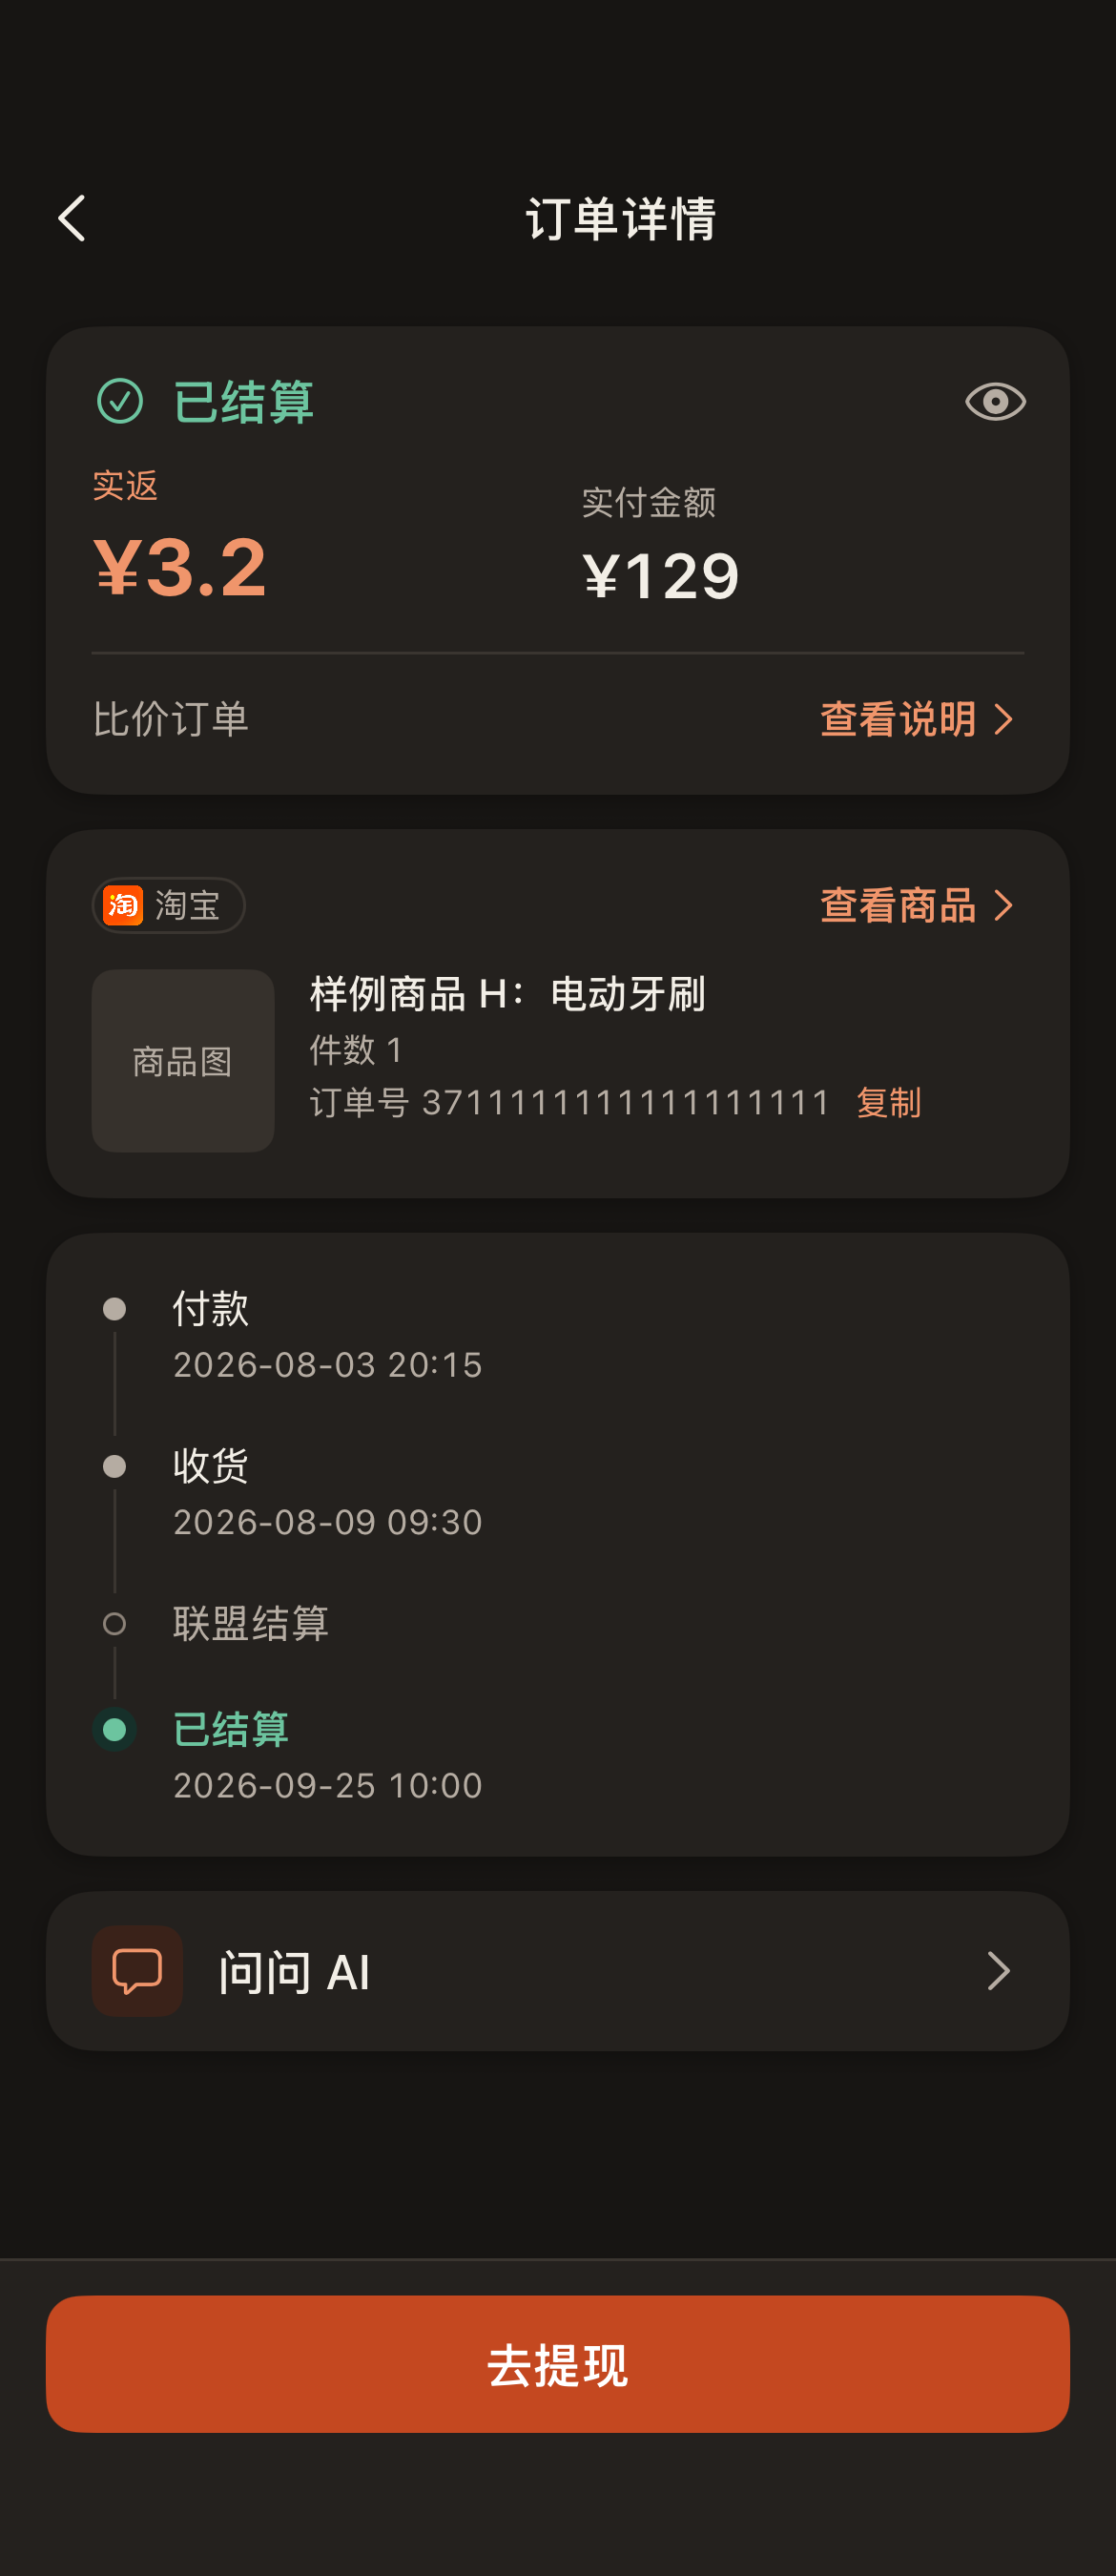 订单详情
已结算
实返
¥3.2
实付金额
¥129
比价订单
查看说明
淘 淘宝
查看商品
商品图
样例商品 H：电动牙刷
件数 1
订单号 3711111111111111111 复制
付款
2026-08-03 20:15
收货
2026-08-09 09:30
联盟结算
已结算
2026-09-25 10:00
问问 AI
去提现